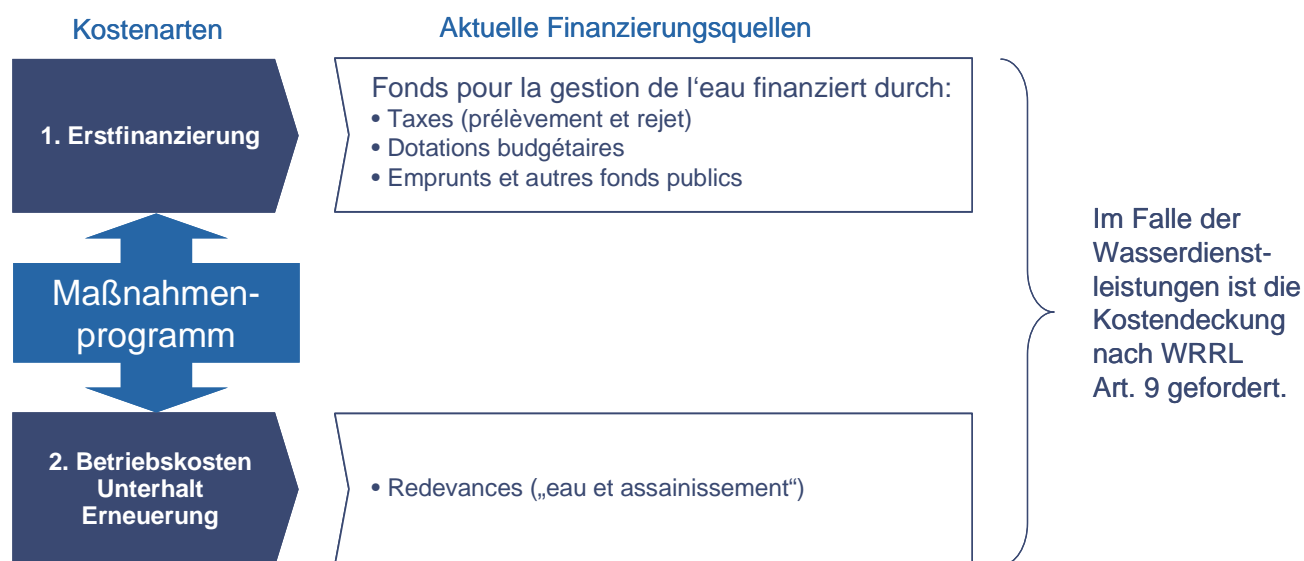 Kostenarten
Aktuelle Finanzierungsquellen
1. Erstfinanzierung
Fonds pour la gestion de l‘eau finanziert durch:
• Taxes (prélèvement et rejet)
• Dotations budgétaires
• Emprunts et autres fonds publics
Maßnahmen-
programm
2. Betriebskosten
Unterhalt
Erneuerung
• Redevances („eau et assainissement“)
Im Falle der
Wasserdienst-
leistungen ist die
Kostendeckung
nach WRRL
Art. 9 gefordert.